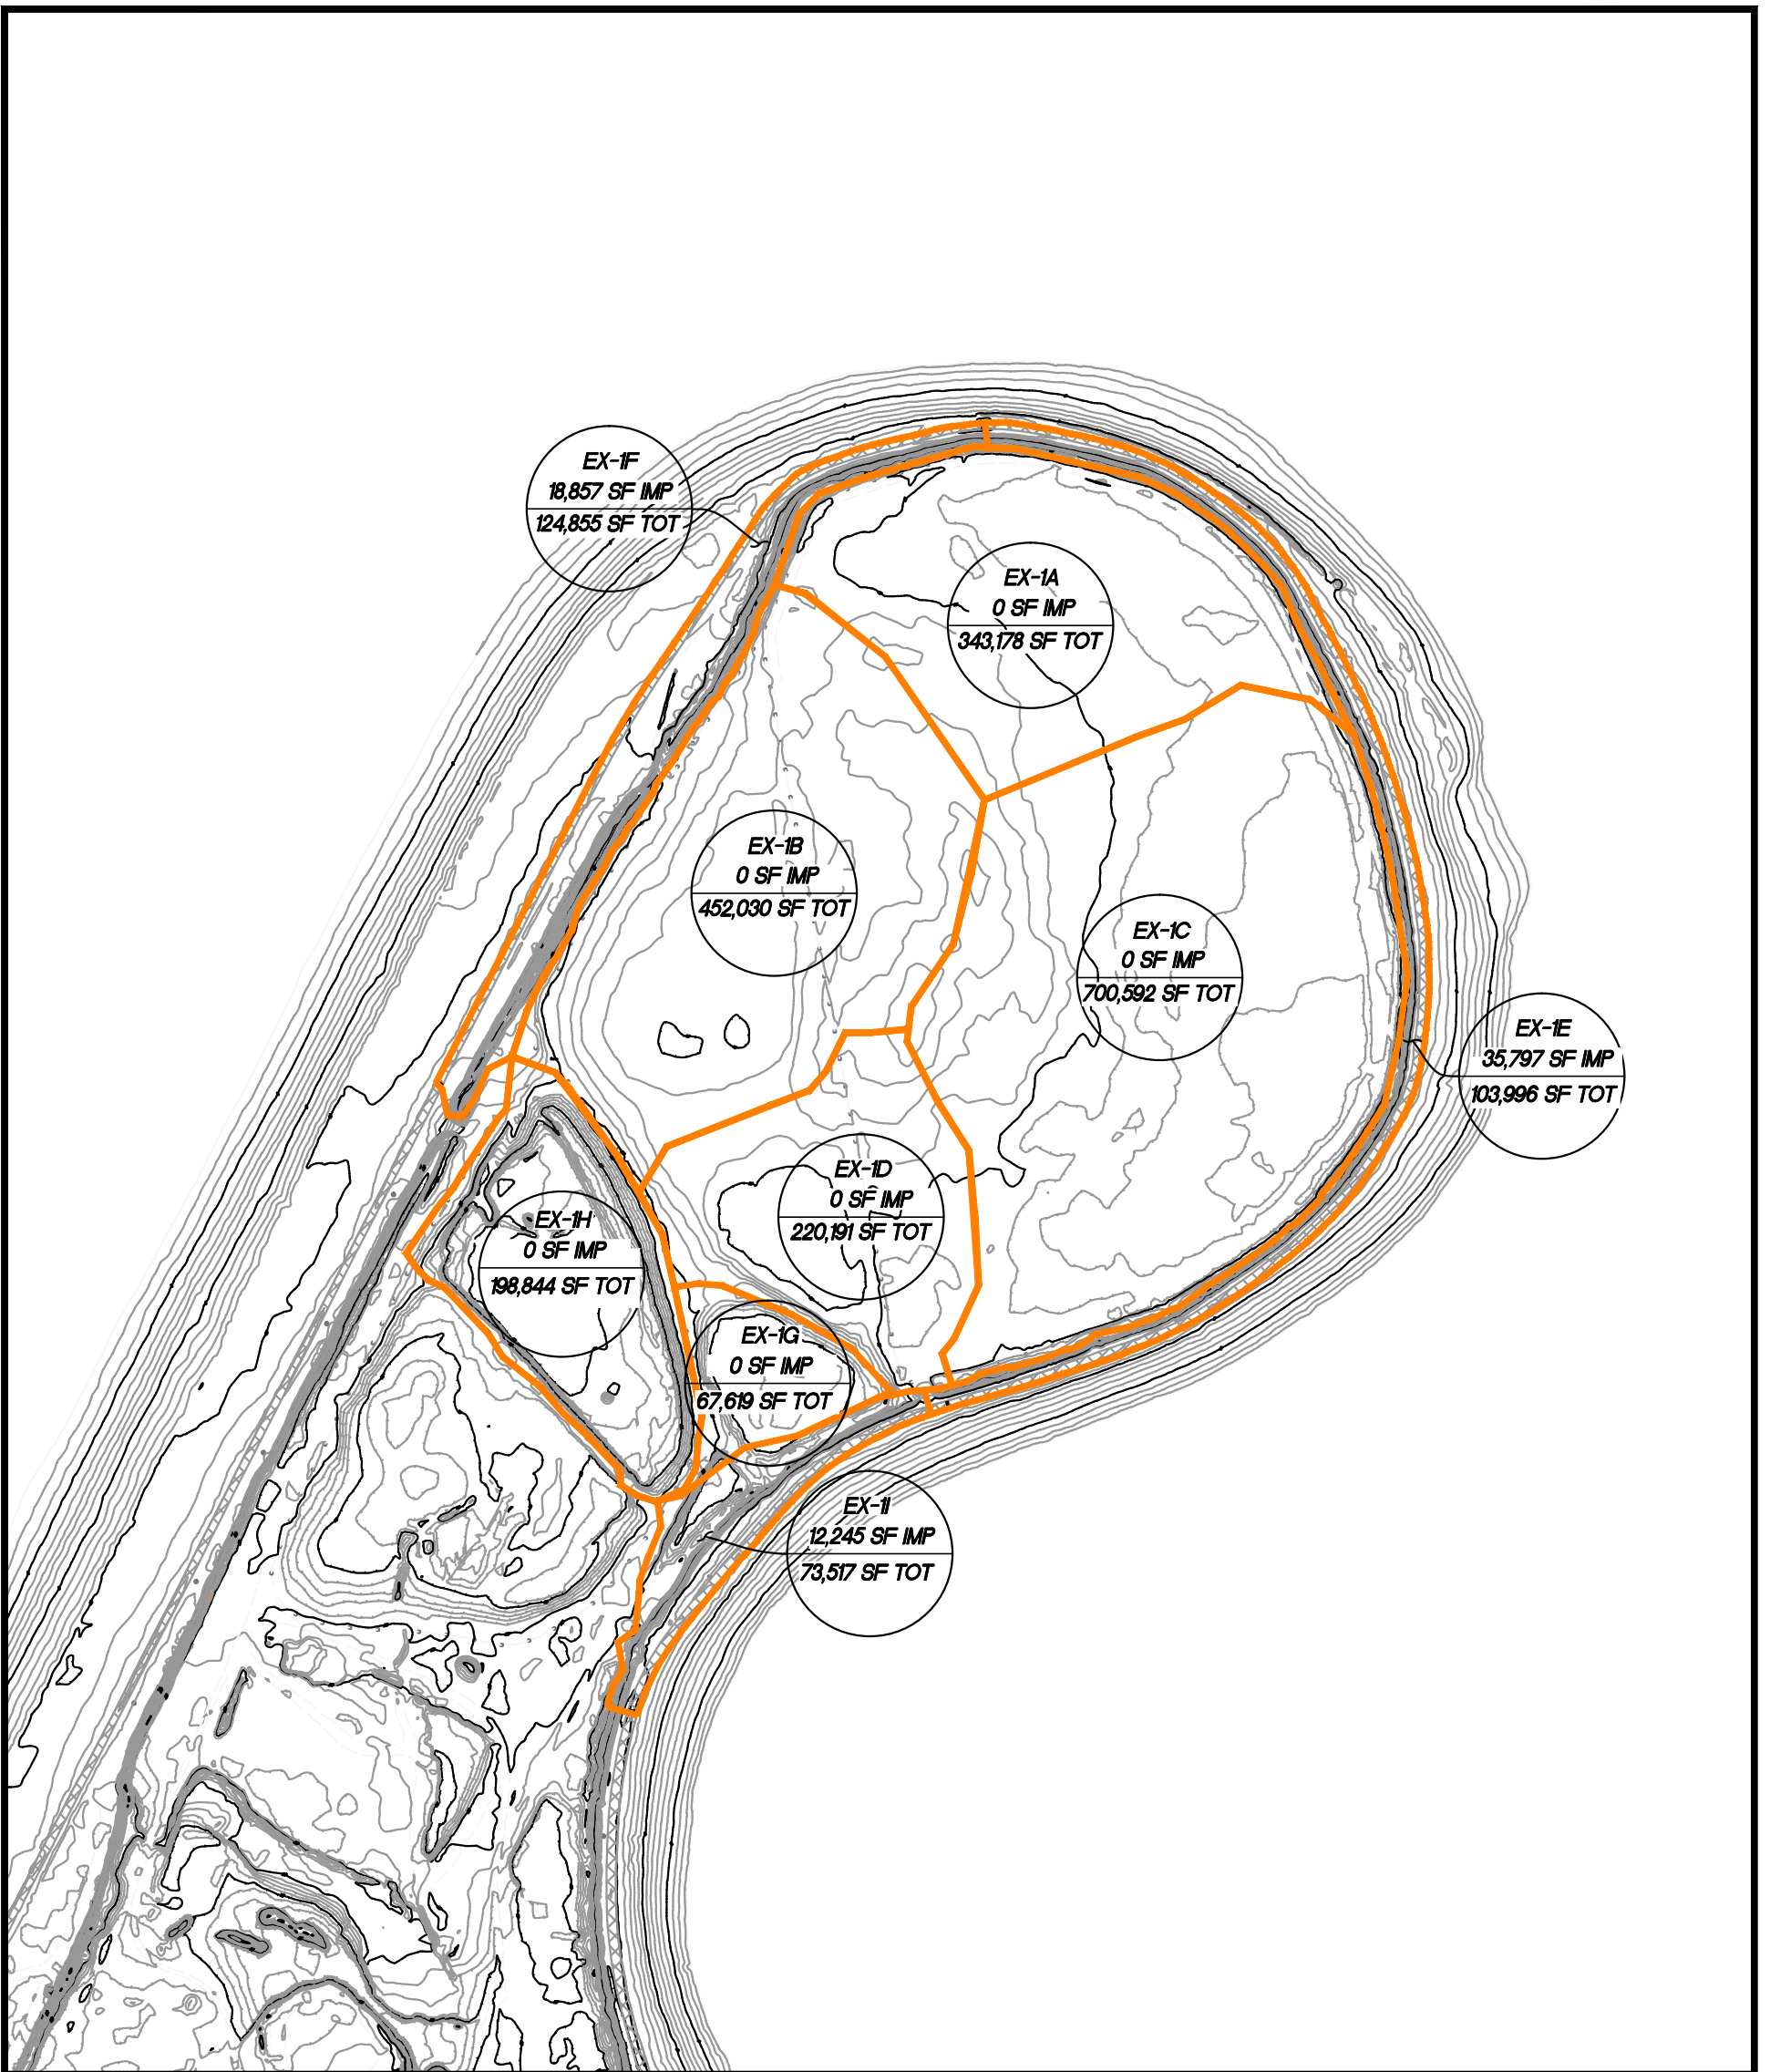 EX-1F
18,857 SF IMP
124,855 SF TOT
EX-1A
0 SF IMP
343,178 SF TOT
EX-1B
0 SF IMP
452,030 SF TOT
EX-1C
0 SF IMP
700,592 SF TOT
EX-1E
35,797 SF IMP
103,996 SF TOT
EX-1D
0 SF IMP
220,191 SF TOT
EX-1H
0 SF IMP
198,844 SF TOT
EX-1G
0 SF IMP
67,619 SF TOT
EX-1I
12,245 SF IMP
73,517 SF TOT